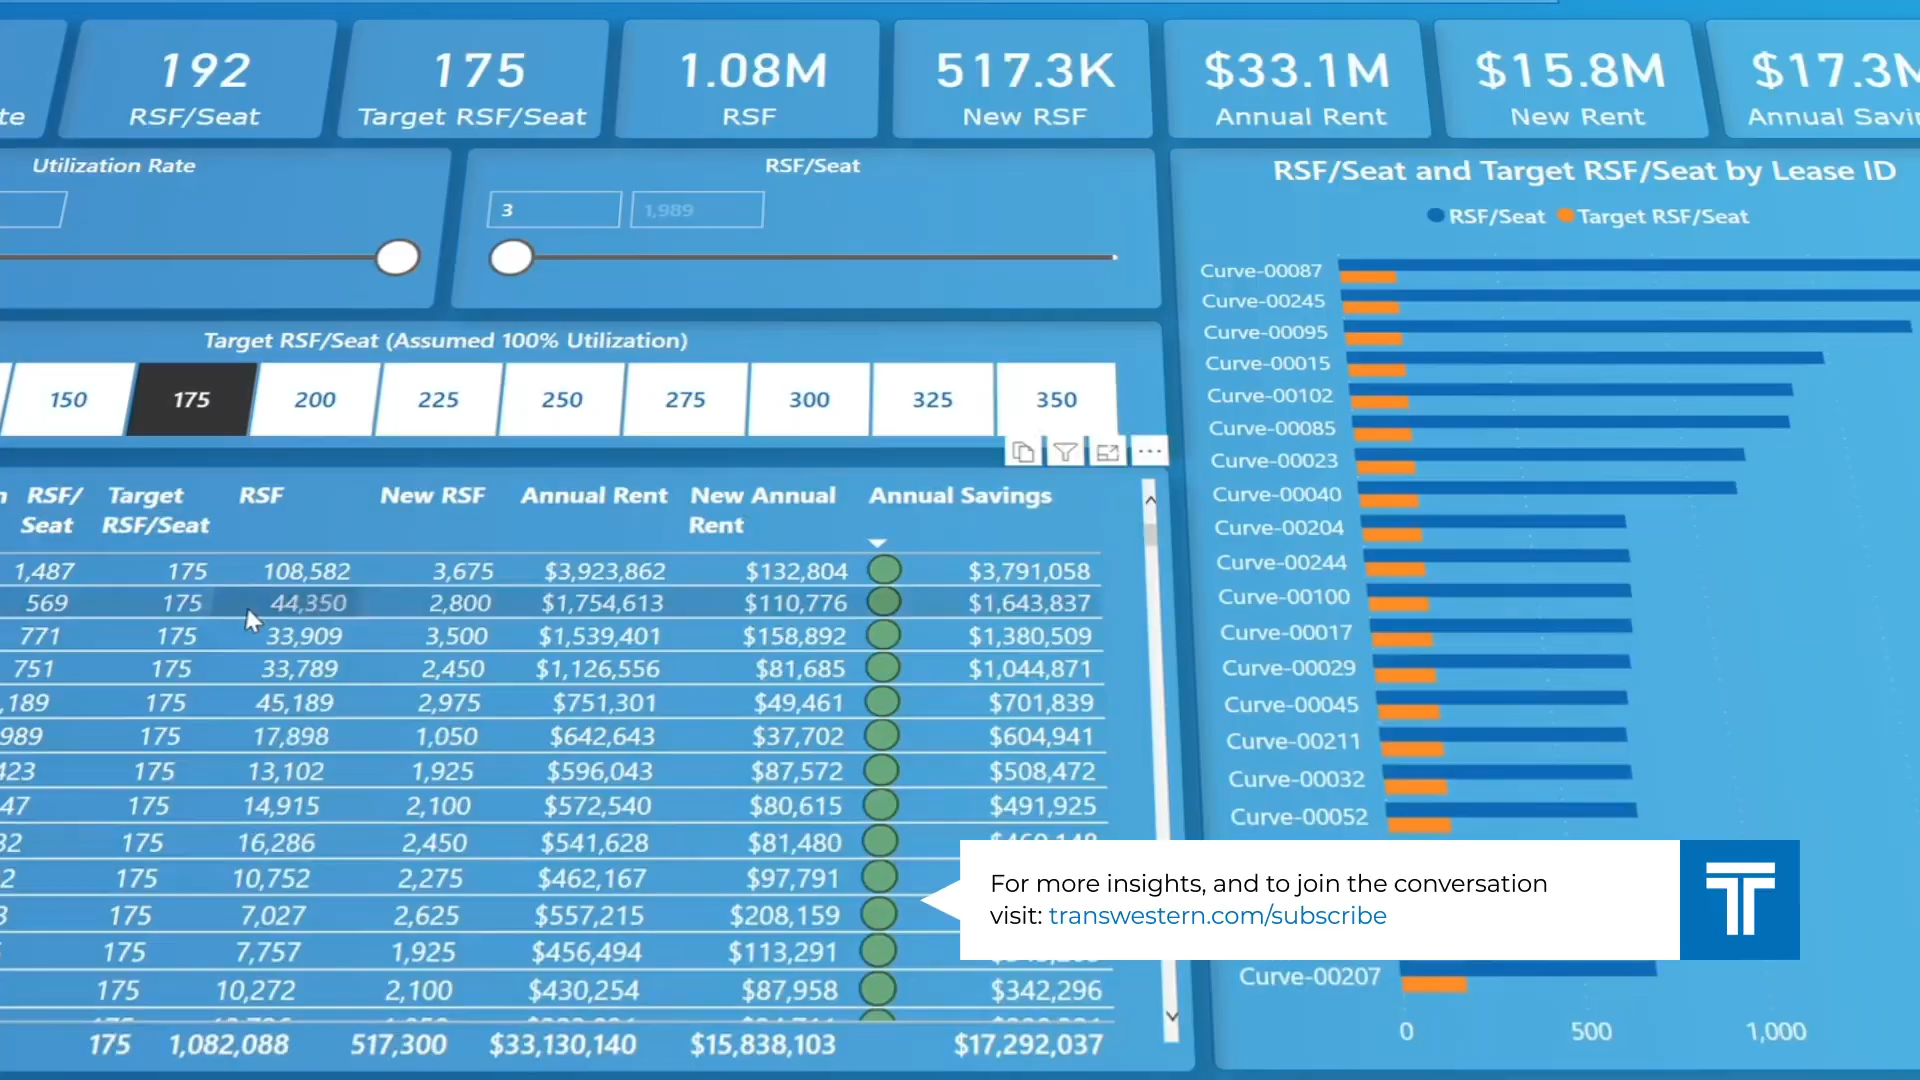 te
192
RSF/Seat
175
Target RSF/Seat
1.08M
RSF
517.3K
New RSF
$33.1M
Annual Rent
$15.8M
New Rent
$17.3M
Annual Savin
Utilization Rate
RSF/Seat
3
1,989
Target RSF/Seat (Assumed 100% Utilization)
150 175 200 225 250 275 300 325 350
RSF/ Seat Target RSF/Seat RSF New RSF Annual Rent New Annual Rent Annual Savings
1,487 175 108,582 3,675 $3,923,862 $132,804 $3,791,058
569 175 44,350 2,800 $1,754,613 $110,776 $1,643,837
771 175 33,909 3,500 $1,539,401 $158,892 $1,380,509
751 175 33,789 2,450 $1,126,556 $81,685 $1,044,871
,189 175 45,189 2,975 $751,301 $49,461 $701,839
989 175 17,898 1,050 $642,643 $37,702 $604,941
423 175 13,102 1,925 $596,043 $87,572 $508,472
47 175 14,915 2,100 $572,540 $80,615 $491,925
32 175 16,286 2,450 $541,628 $81,480
2 175 10,752 2,275 $462,167 $97,791
3 175 7,027 2,625 $557,215 $208,159
175 7,757 1,925 $456,494 $113,291
175 10,272 2,100 $430,254 $87,958 $342,296
175 1,082,088 517,300 $33,130,140 $15,838,103 $17,292,037
RSF/Seat and Target RSF/Seat by Lease ID
RSF/Seat Target RSF/Seat
Curve-00087
Curve-00245
Curve-00095
Curve-00015
Curve-00102
Curve-00085
Curve-00023
Curve-00040
Curve-00204
Curve-00244
Curve-00100
Curve-00017
Curve-00029
Curve-00045
Curve-00211
Curve-00032
Curve-00052
Curve-00207
0 500 1,000
For more insights, and to join the conversation
visit: transwestern.com/subscribe